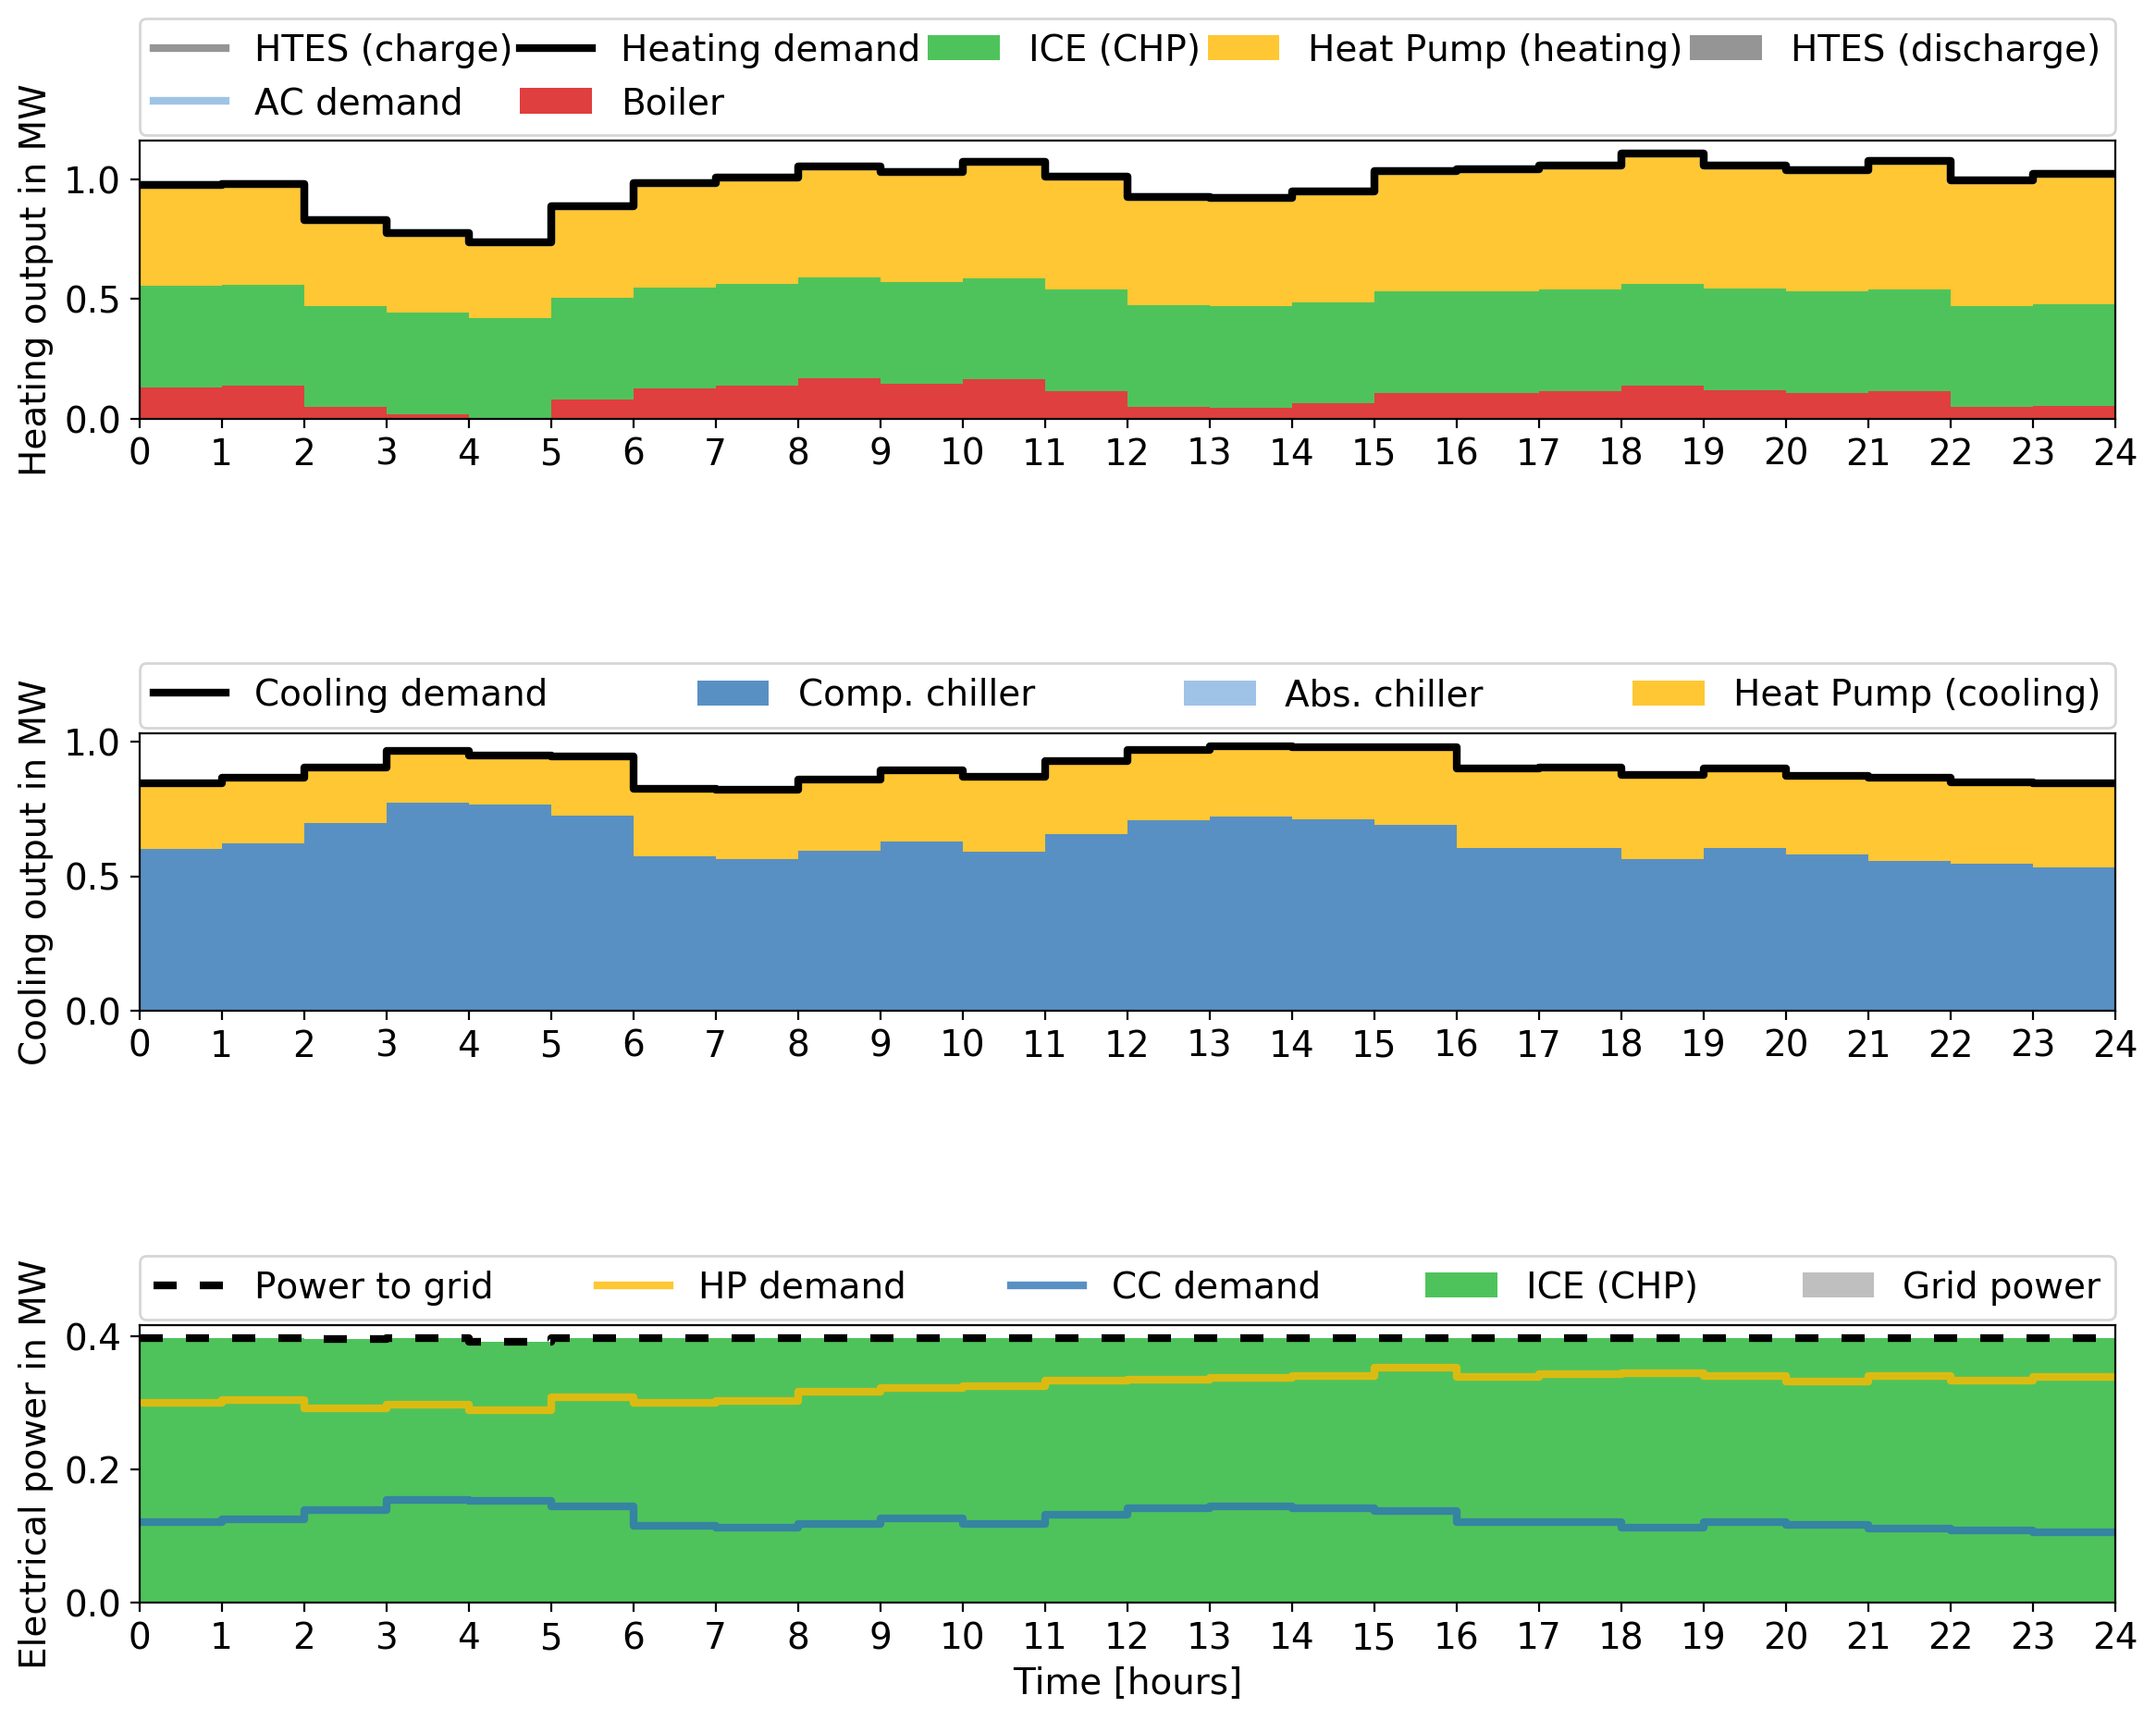 HTES (charge) Heating demand ICE (CHP) Heat Pump (heating) HTES (discharge)
AC demand Boiler
Heating output in MW
1.0
0.5
0.0
0 1 2 3 4 5 6 7 8 9 10 11 12 13 14 15 16 17 18 19 20 21 22 23 24
Cooling demand Comp. chiller Abs. chiller Heat Pump (cooling)
Cooling output in MW
1.0
0.5
0.0
0 1 2 3 4 5 6 7 8 9 10 11 12 13 14 15 16 17 18 19 20 21 22 23 24
Power to grid HP demand CC demand ICE (CHP) Grid power
Electrical power in MW
0.4
0.2
0.0
0 1 2 3 4 5 6 7 8 9 10 11 12 13 14 15 16 17 18 19 20 21 22 23 24
Time [hours]